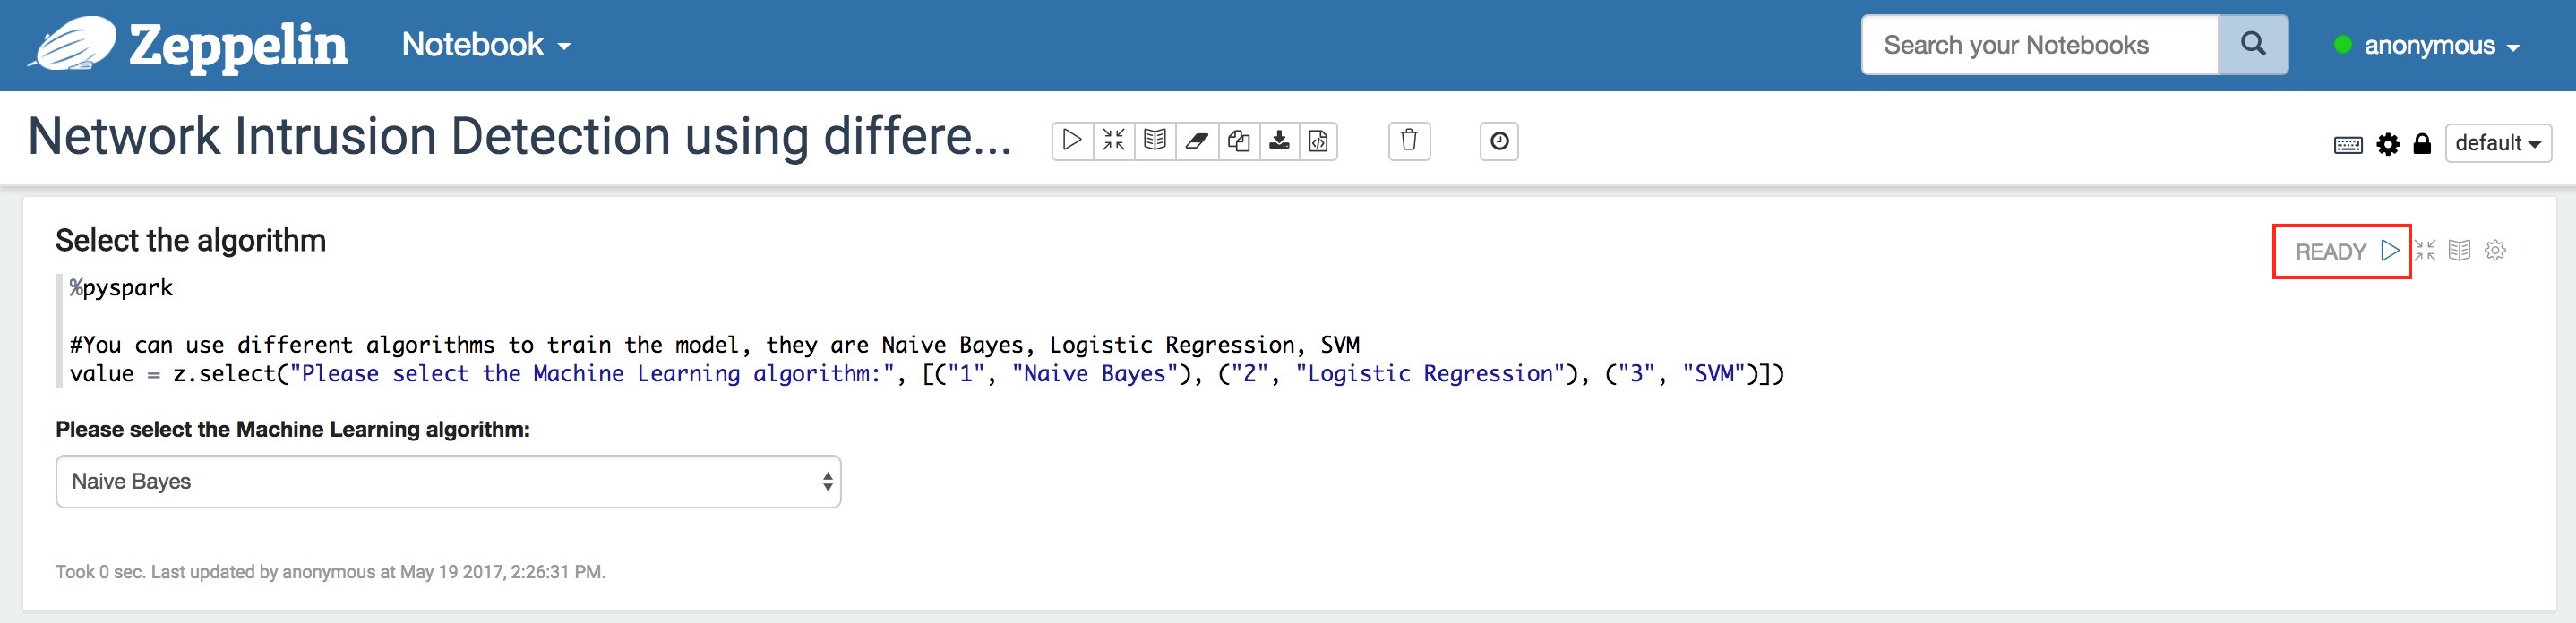 Zeppelin Notebook Search your Notebooks anonymous
Network Intrusion Detection using differe... default
Select the algorithm READY
%pyspark
#You can use different algorithms to train the model, they are Naive Bayes, Logistic Regression, SVM
value = z.select("Please select the Machine Learning algorithm:", [("1", "Naive Bayes"), ("2", "Logistic Regression"), ("3", "SVM")])
Please select the Machine Learning algorithm:
Naive Bayes
Took 0 sec. Last updated by anonymous at May 19 2017, 2:26:31 PM.